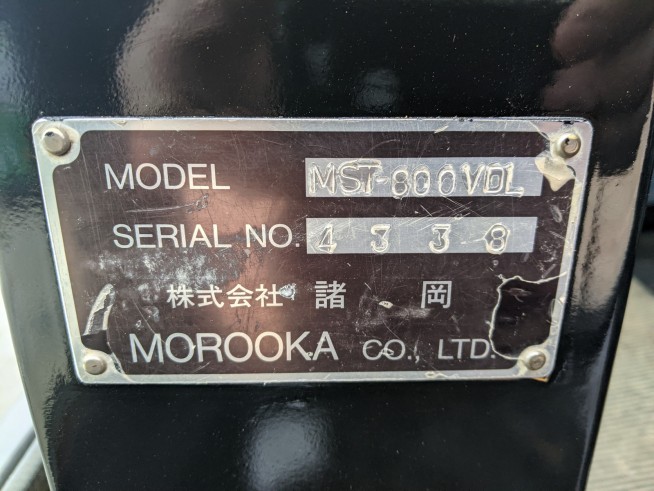 MODEL MST-800VDL
SERIAL NO. 4338
株式会社 諸岡
MOROOKA CO., LTD.